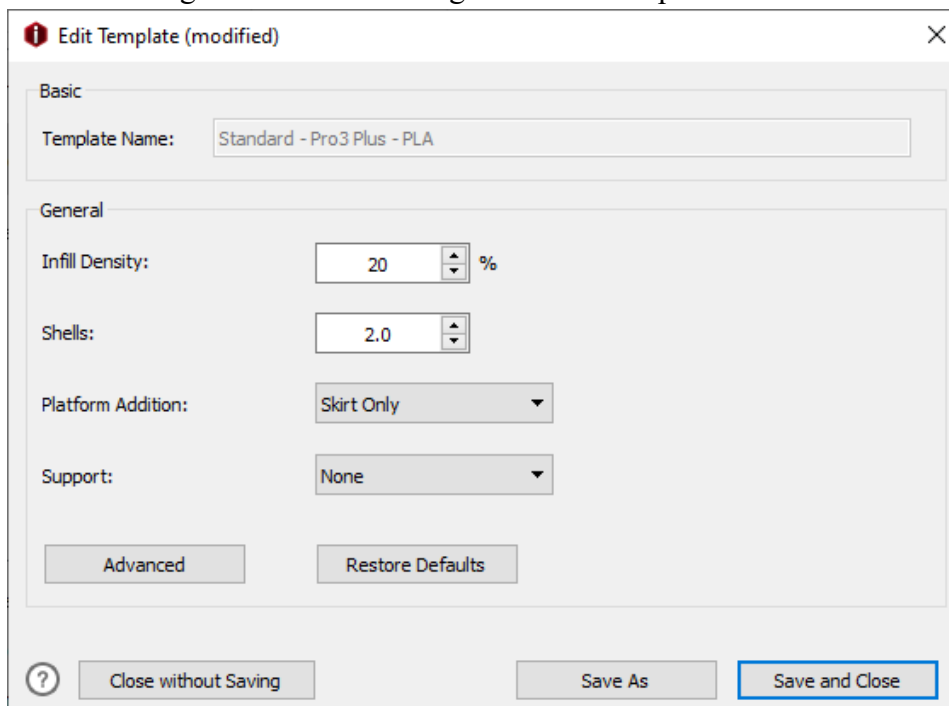 Edit Template (modified)
Basic
Template Name: Standard - Pro3 Plus - PLA
General
Infill Density: 20 %
Shells: 2.0
Platform Addition: Skirt Only
Support: None
Advanced Restore Defaults
? Close without Saving Save As Save and Close